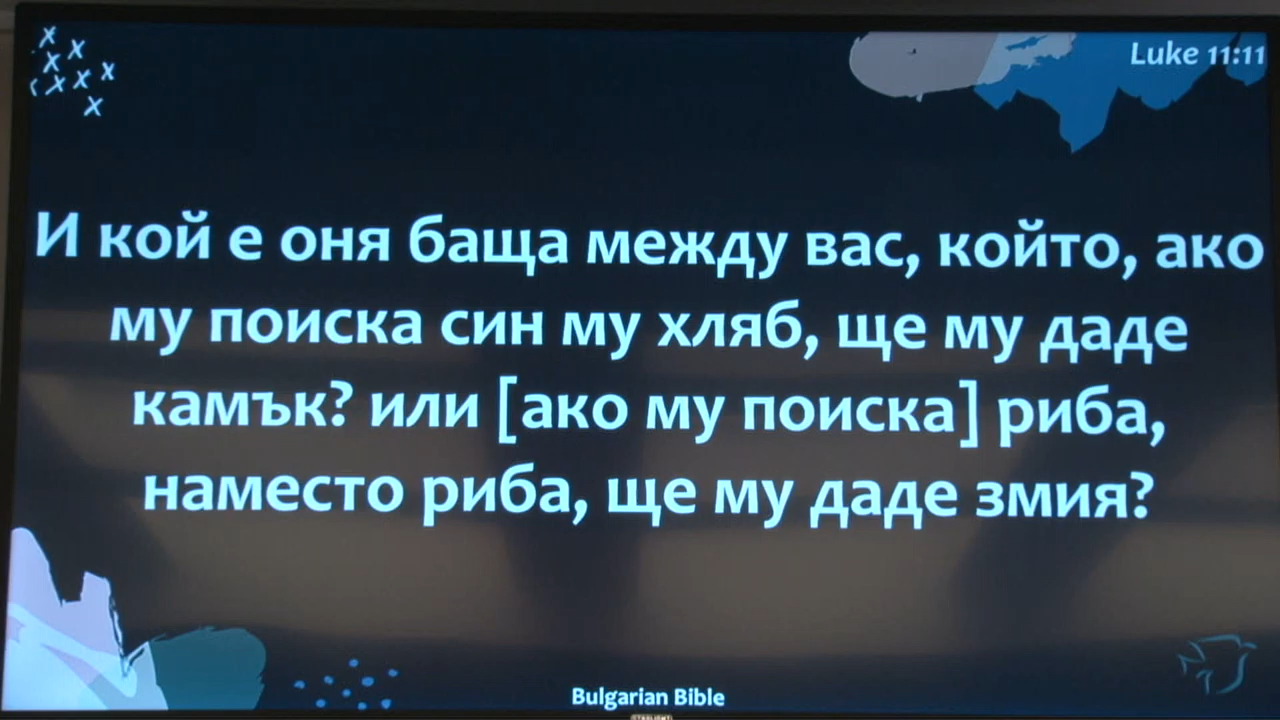 Luke 11:11
И кой е оня баща между вас, който, ако
му поиска син му хляб, ще му даде
камък? или [ако му поиска] риба,
наместо риба, ще му даде змия?
Bulgarian Bible
STARLIGHT